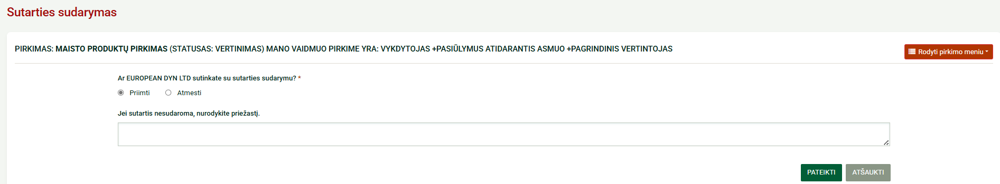 Sutarties sudarymas
PIRKIMAS: MAISTO PRODUKTŲ PIRKIMAS (STATUSAS: VERTINIMAS) MANO VAIDMUO PIRKIME YRA: VYKDYTOJAS +PASIŪLYMUS ATIDARANTIS ASMUO +PAGRINDINIS VERTINTOJAS
Rodyti pirkimo meniu
Ar EUROPEAN DYN LTD sutinkate su sutarties sudarymu? *
Priimti Atmesti
Jei sutartis nesudaroma, nurodykite priežastį.
PATEIKTI ATŠAUKTI